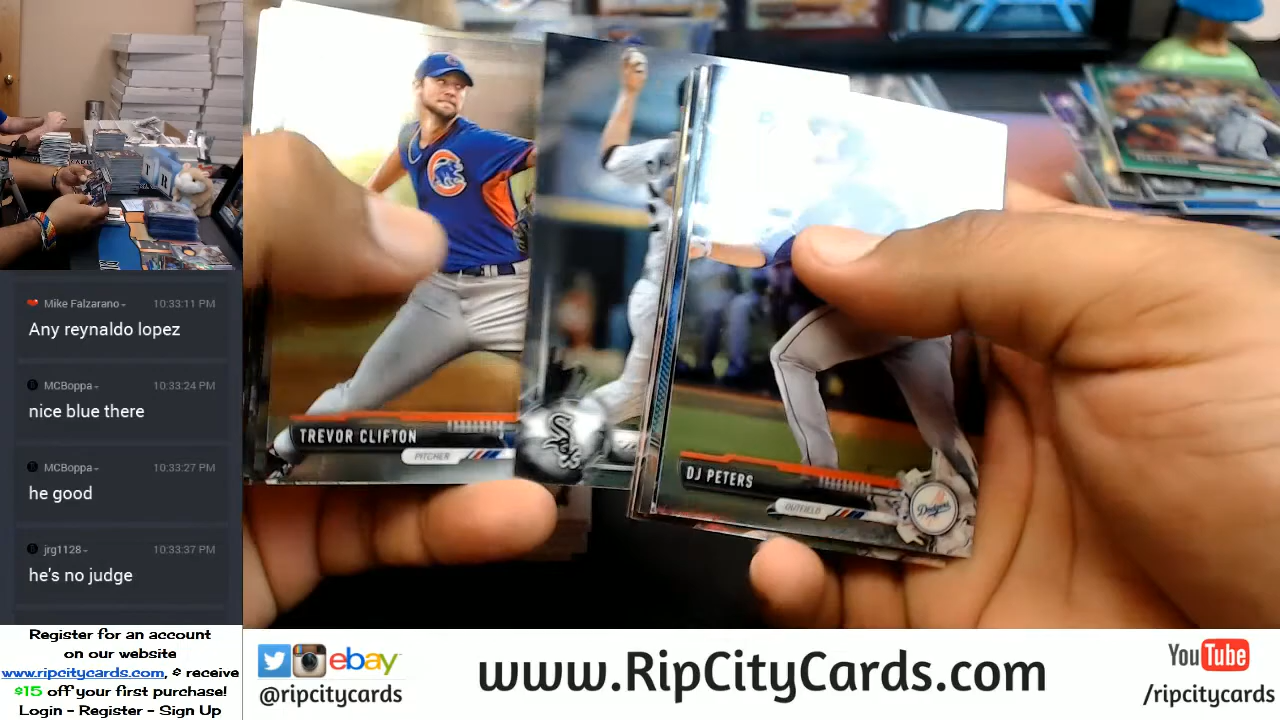 Mike Falzarano 10:33:11 PM
Any reynaldo lopez
MCBoppa 10:33:24 PM
nice blue there
MCBoppa 10:33:27 PM
he good
jrg1128 10:33:37 PM
he's no judge
Register for an account
on our website
www.ripcitycards.com, & receive
$15 off your first purchase!
Login - Register - Sign Up
TREVOR CLIFTON
PITCHER
Sox
DJ PETERS
OUTFIELD
Dodgers
ebay
@ripcitycards
www.RipCityCards.com
YouTube
/ripcitycards